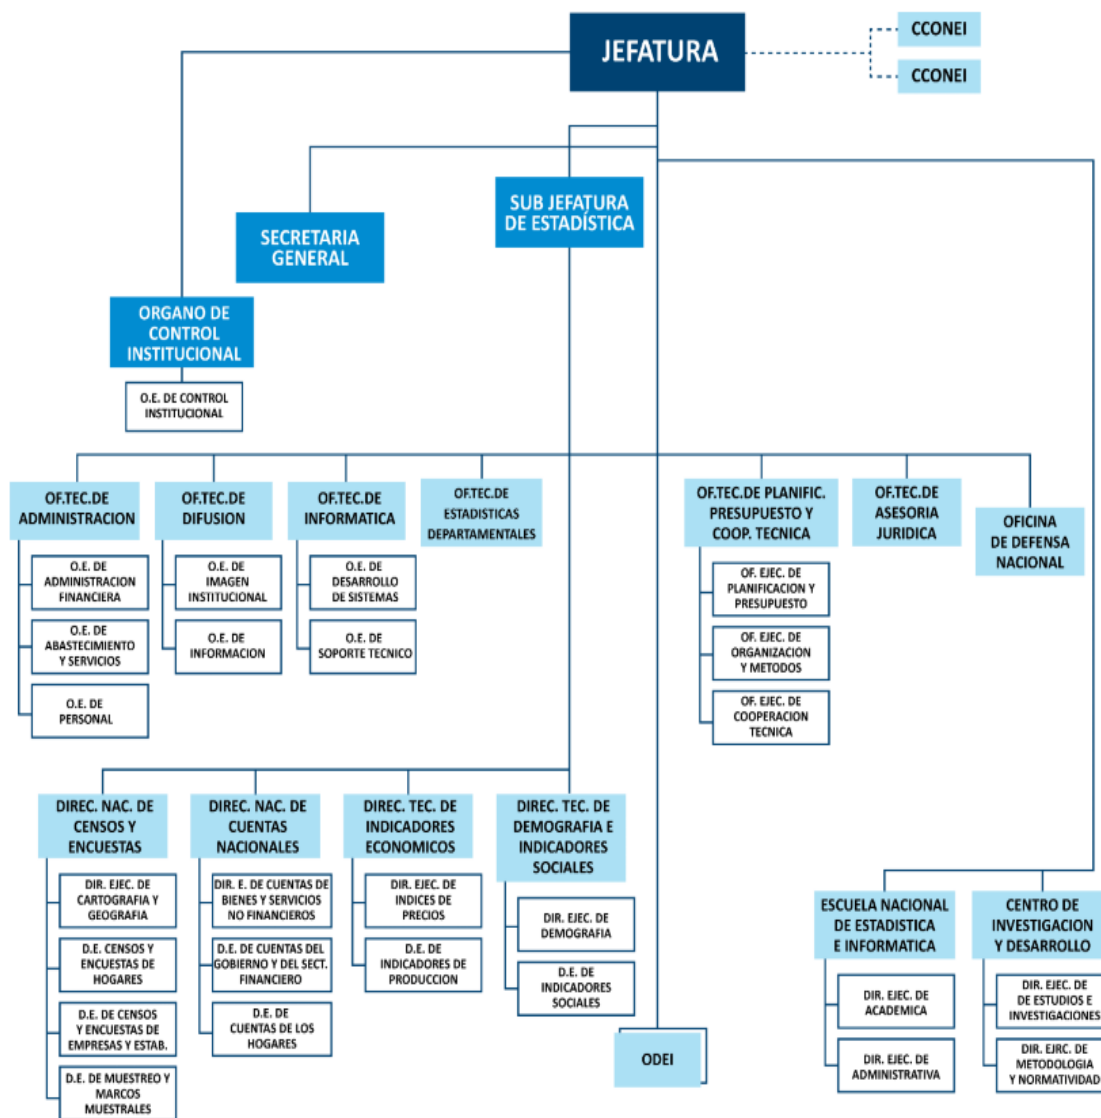 JEFATURA
CCONEI
CCONEI
SUB JEFATURA
DE ESTADÍSTICA
SECRETARIA
GENERAL
ORGANO DE
CONTROL
INSTITUCIONAL
O.E. DE CONTROL
INSTITUCIONAL
OF.TEC.DE
ADMINISTRACION
O.E. DE
ADMINISTRACION
FINANCIERA
O.E. DE
ABASTECIMIENTO
Y SERVICIOS
O.E. DE
PERSONAL
OF.TEC.DE
DIFUSION
O.E. DE
IMAGEN
INSTITUCIONAL
O.E. DE
INFORMACION
OF.TEC.DE
INFORMATICA
O.E. DE
DESARROLLO
DE SISTEMAS
O.E. DE
SOPORTE TECNICO
OF.TEC.DE
ESTADISTICAS
DEPARTAMENTALES
OF.TEC.DE PLANIFIC.
PRESUPUESTO Y
COOP. TECNICA
OF. EJEC. DE
PLANIFICACION Y
PRESUPUESTO
OF. EJEC. DE
ORGANIZACION
Y METODOS
OF. EJEC. DE
COOPERACION
TECNICA
OF.TEC.DE
ASESORIA
JURIDICA
OFICINA
DE DEFENSA
NACIONAL
DIREC. NAC. DE
CENSOS Y
ENCUESTAS
DIR. EJEC. DE
CARTOGRAFIA Y
GEOGRAFIA
D.E. CENSOS Y
ENCUESTAS DE
HOGARES
D.E. DE CENSOS
Y ENCUESTAS DE
EMPRESAS Y ESTAB.
D.E. DE MUESTREO Y
MARCOS
MUESTRALES
DIREC. NAC. DE
CUENTAS
NACIONALES
DIR. E. DE CUENTAS DE
BIENES Y SERVICIOS
NO FINANCIEROS
D.E. DE CUENTAS DEL
GOBIERNO Y DEL SECT.
FINANCIERO
D.E. DE
CUENTAS DE LOS
HOGARES
DIREC. TEC. DE
INDICADORES
ECONOMICOS
DIR. EJEC. DE
INDICES DE
PRECIOS
D.E. DE
INDICADORES DE
PRODUCCION
DIREC. TEC. DE
DEMOGRAFIA E
INDICADORES
SOCIALES
DIR. EJEC. DE
DEMOGRAFIA
D.E. DE
INDICADORES
SOCIALES
ODEI
ESCUELA NACIONAL
DE ESTADISTICA
E INFORMATICA
DIR. EJEC. DE
ACADEMICA
DIR. EJEC. DE
ADMINISTRATIVA
CENTRO DE
INVESTIGACION
Y DESARROLLO
DIR. EJEC. DE
DE ESTUDIOS E
INVESTIGACIONES
DIR. EJRC. DE
METODOLOGIA
Y NORMATIVIDAD